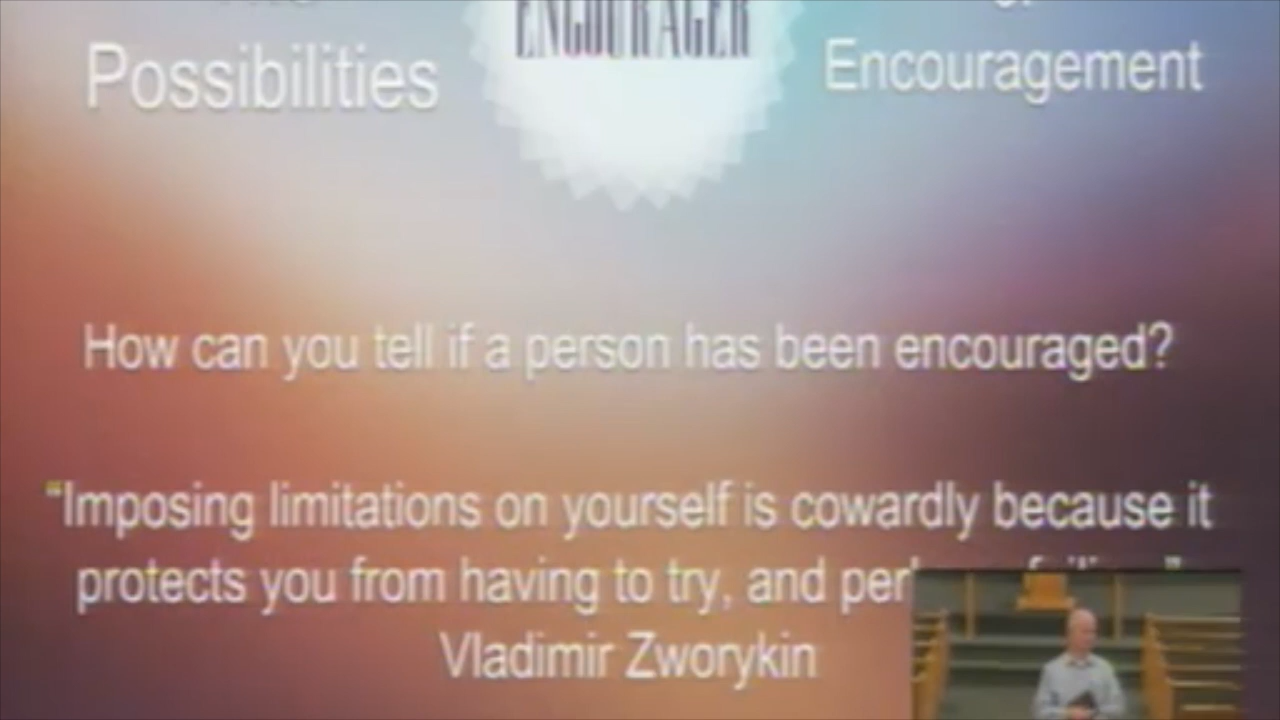 ENCOURAGER
Possibilities
Encouragement
How can you tell if a person has been encouraged?
“Imposing limitations on yourself is cowardly because it
protects you from having to try, and
Vladimir Zworykin